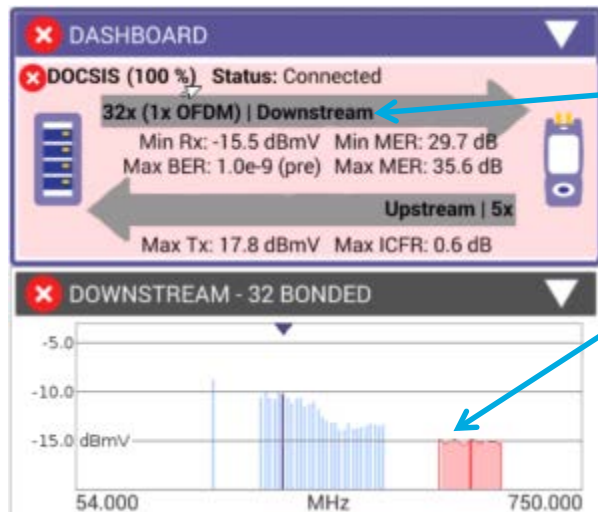 DASHBOARD
DOCSIS (100 %) Status: Connected
32x (1x OFDM) | Downstream
Min Rx: -15.5 dBmV Min MER: 29.7 dB
Max BER: 1.0e-9 (pre) Max MER: 35.6 dB
Upstream | 5x
Max Tx: 17.8 dBmV Max ICFR: 0.6 dB
DOWNSTREAM - 32 BONDED
-5.0
-10.0
-15.0 dBmV
54.000 MHz 750.000